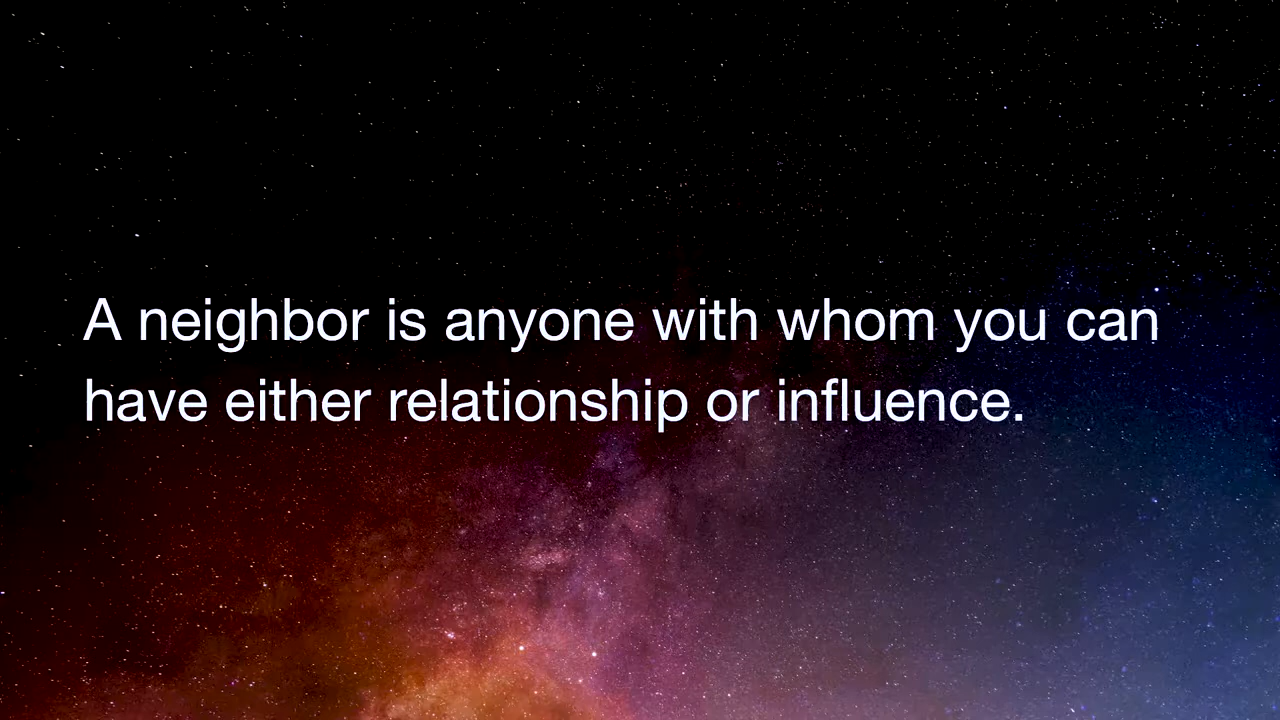 A neighbor is anyone with whom you can
have either relationship or influence.